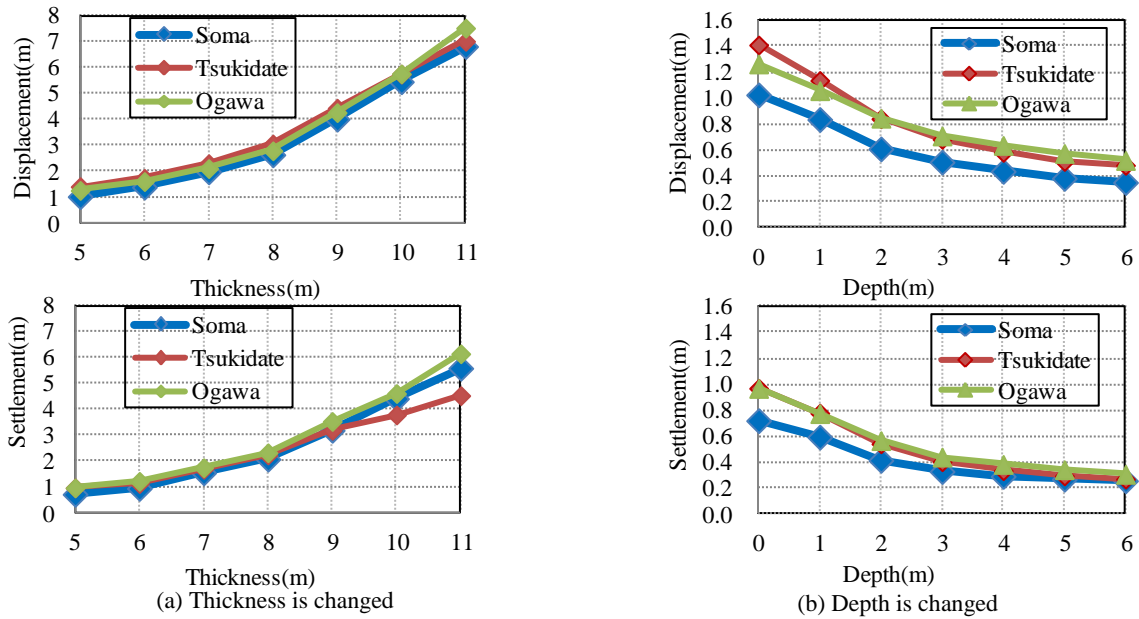 Displacement(m)
8
7
6
5
4
3
2
1
0
Soma
Tsukidate
Ogawa
5 6 7 8 9 10 11
Thickness(m)
Displacement(m)
1.6
1.4
1.2
1.0
0.8
0.6
0.4
0.2
0.0
Soma
Tsukidate
Ogawa
0 1 2 3 4 5 6
Depth(m)
Settlement(m)
8
7
6
5
4
3
2
1
0
Soma
Tsukidate
Ogawa
5 6 7 8 9 10 11
Thickness(m)
(a) Thickness is changed
Settlement(m)
1.6
1.4
1.2
1.0
0.8
0.6
0.4
0.2
0.0
Soma
Tsukidate
Ogawa
0 1 2 3 4 5 6
Depth(m)
(b) Depth is changed